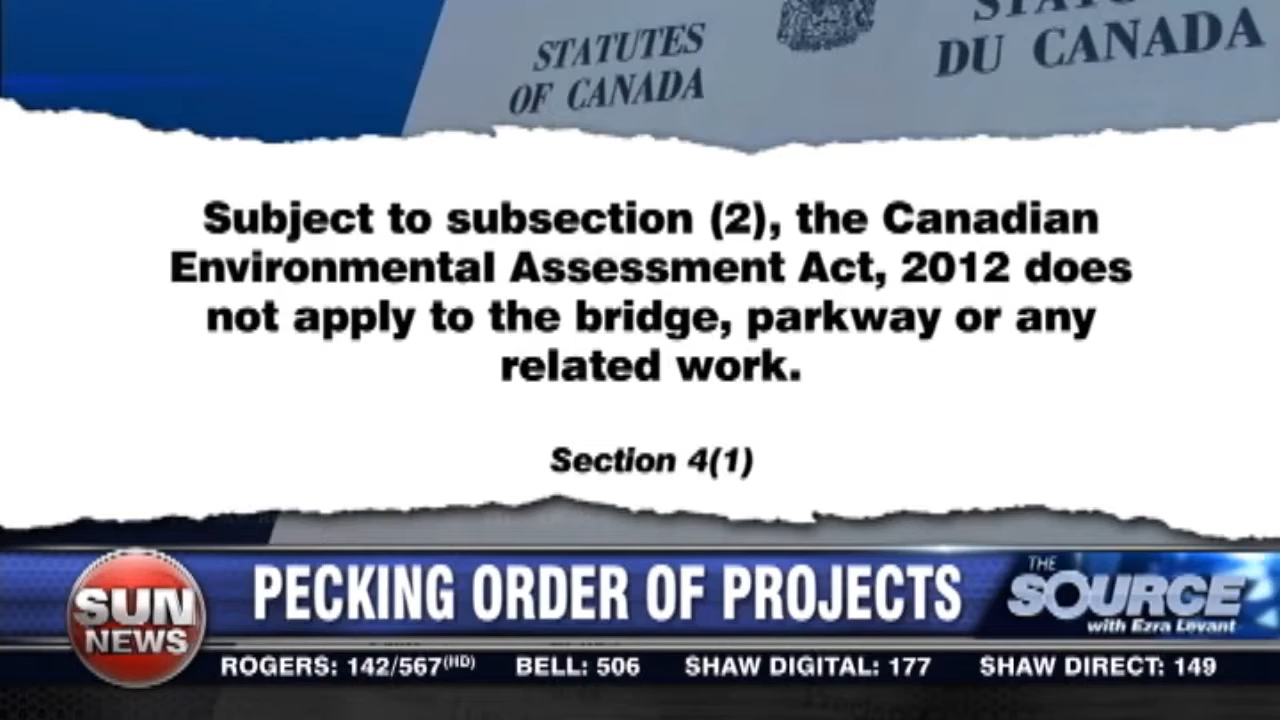 STATUTES
OF CANADA
DU CANADA
Subject to subsection (2), the Canadian
Environmental Assessment Act, 2012 does
not apply to the bridge, parkway or any
related work.
Section 4(1)
SUN
NEWS
PECKING ORDER OF PROJECTS
THE
SOURCE
with Ezra Levant
ROGERS: 142/567(HD) BELL: 506 SHAW DIGITAL: 177 SHAW DIRECT: 149